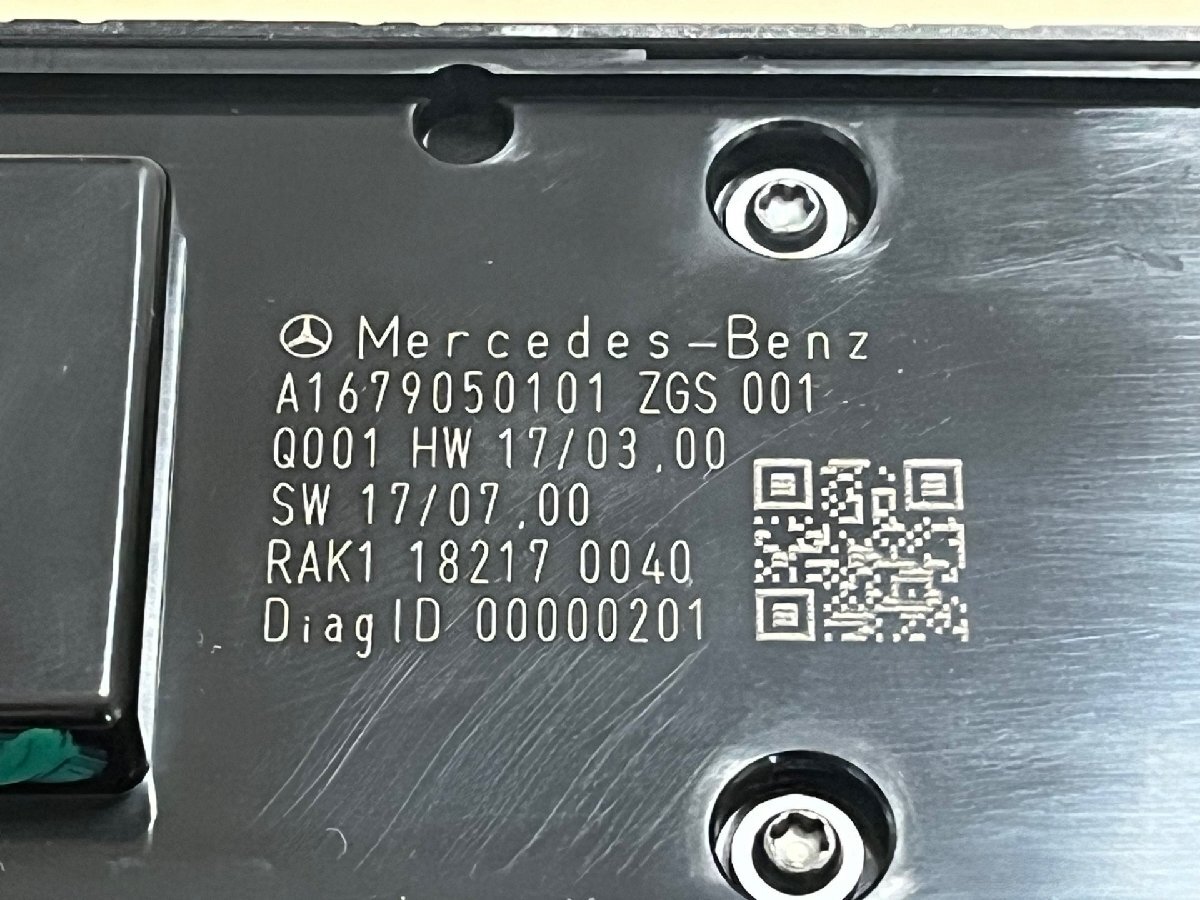 Mercedes-Benz
A1679050101 ZGS 001
Q001 HW 17/03.00
SW 17/07.00
RAK1 18217 0040
DiagID 00000201